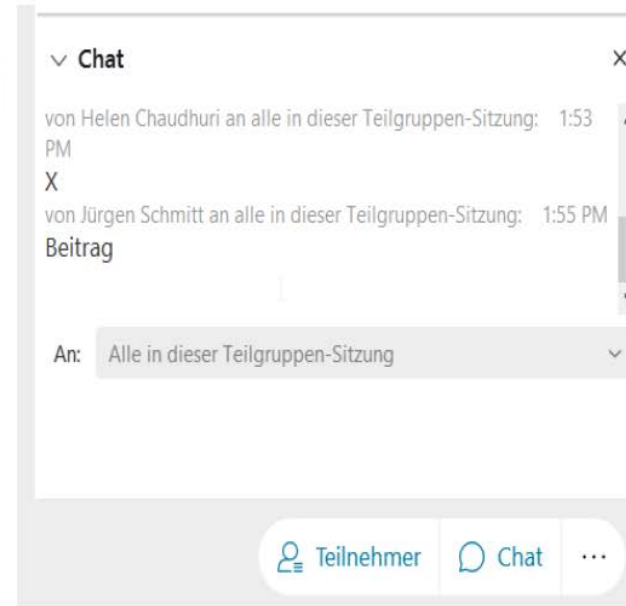 Chat
von Helen Chaudhuri an alle in dieser Teilgruppen-Sitzung: 1:53
PM
X
von Jürgen Schmitt an alle in dieser Teilgruppen-Sitzung: 1:55 PM
Beitrag
An: Alle in dieser Teilgruppen-Sitzung
Teilnehmer Chat ...